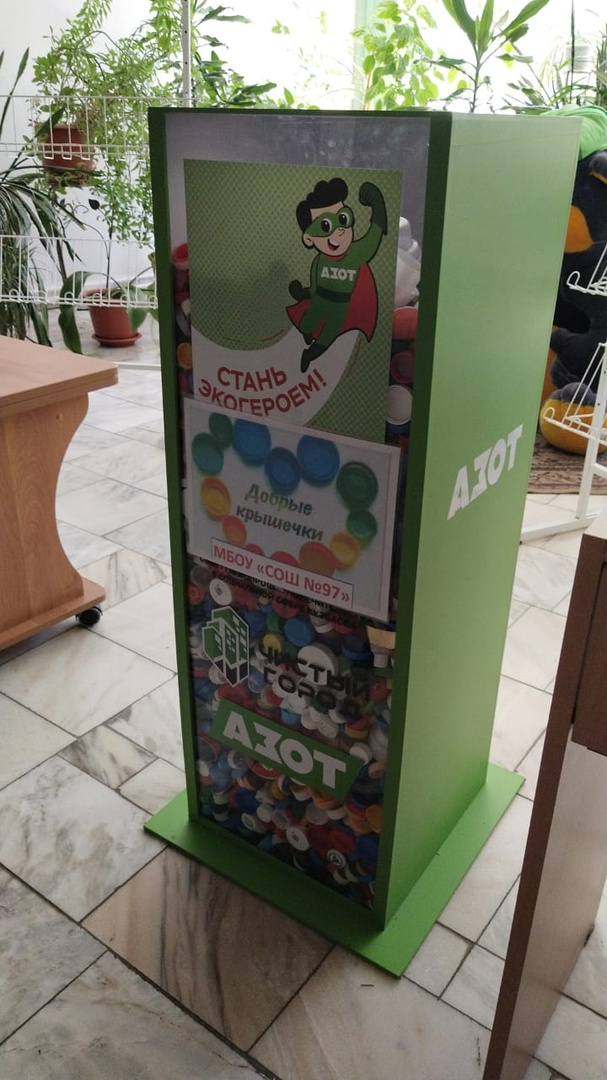 АЗОТ
СТАНЬ
ЭКОГЕРОЕМ!
Добрые
крышечки
МБОУ «СОШ №97»
ЧИСТЫЙ
ГОРОД
АЗОТ
АЗОТ